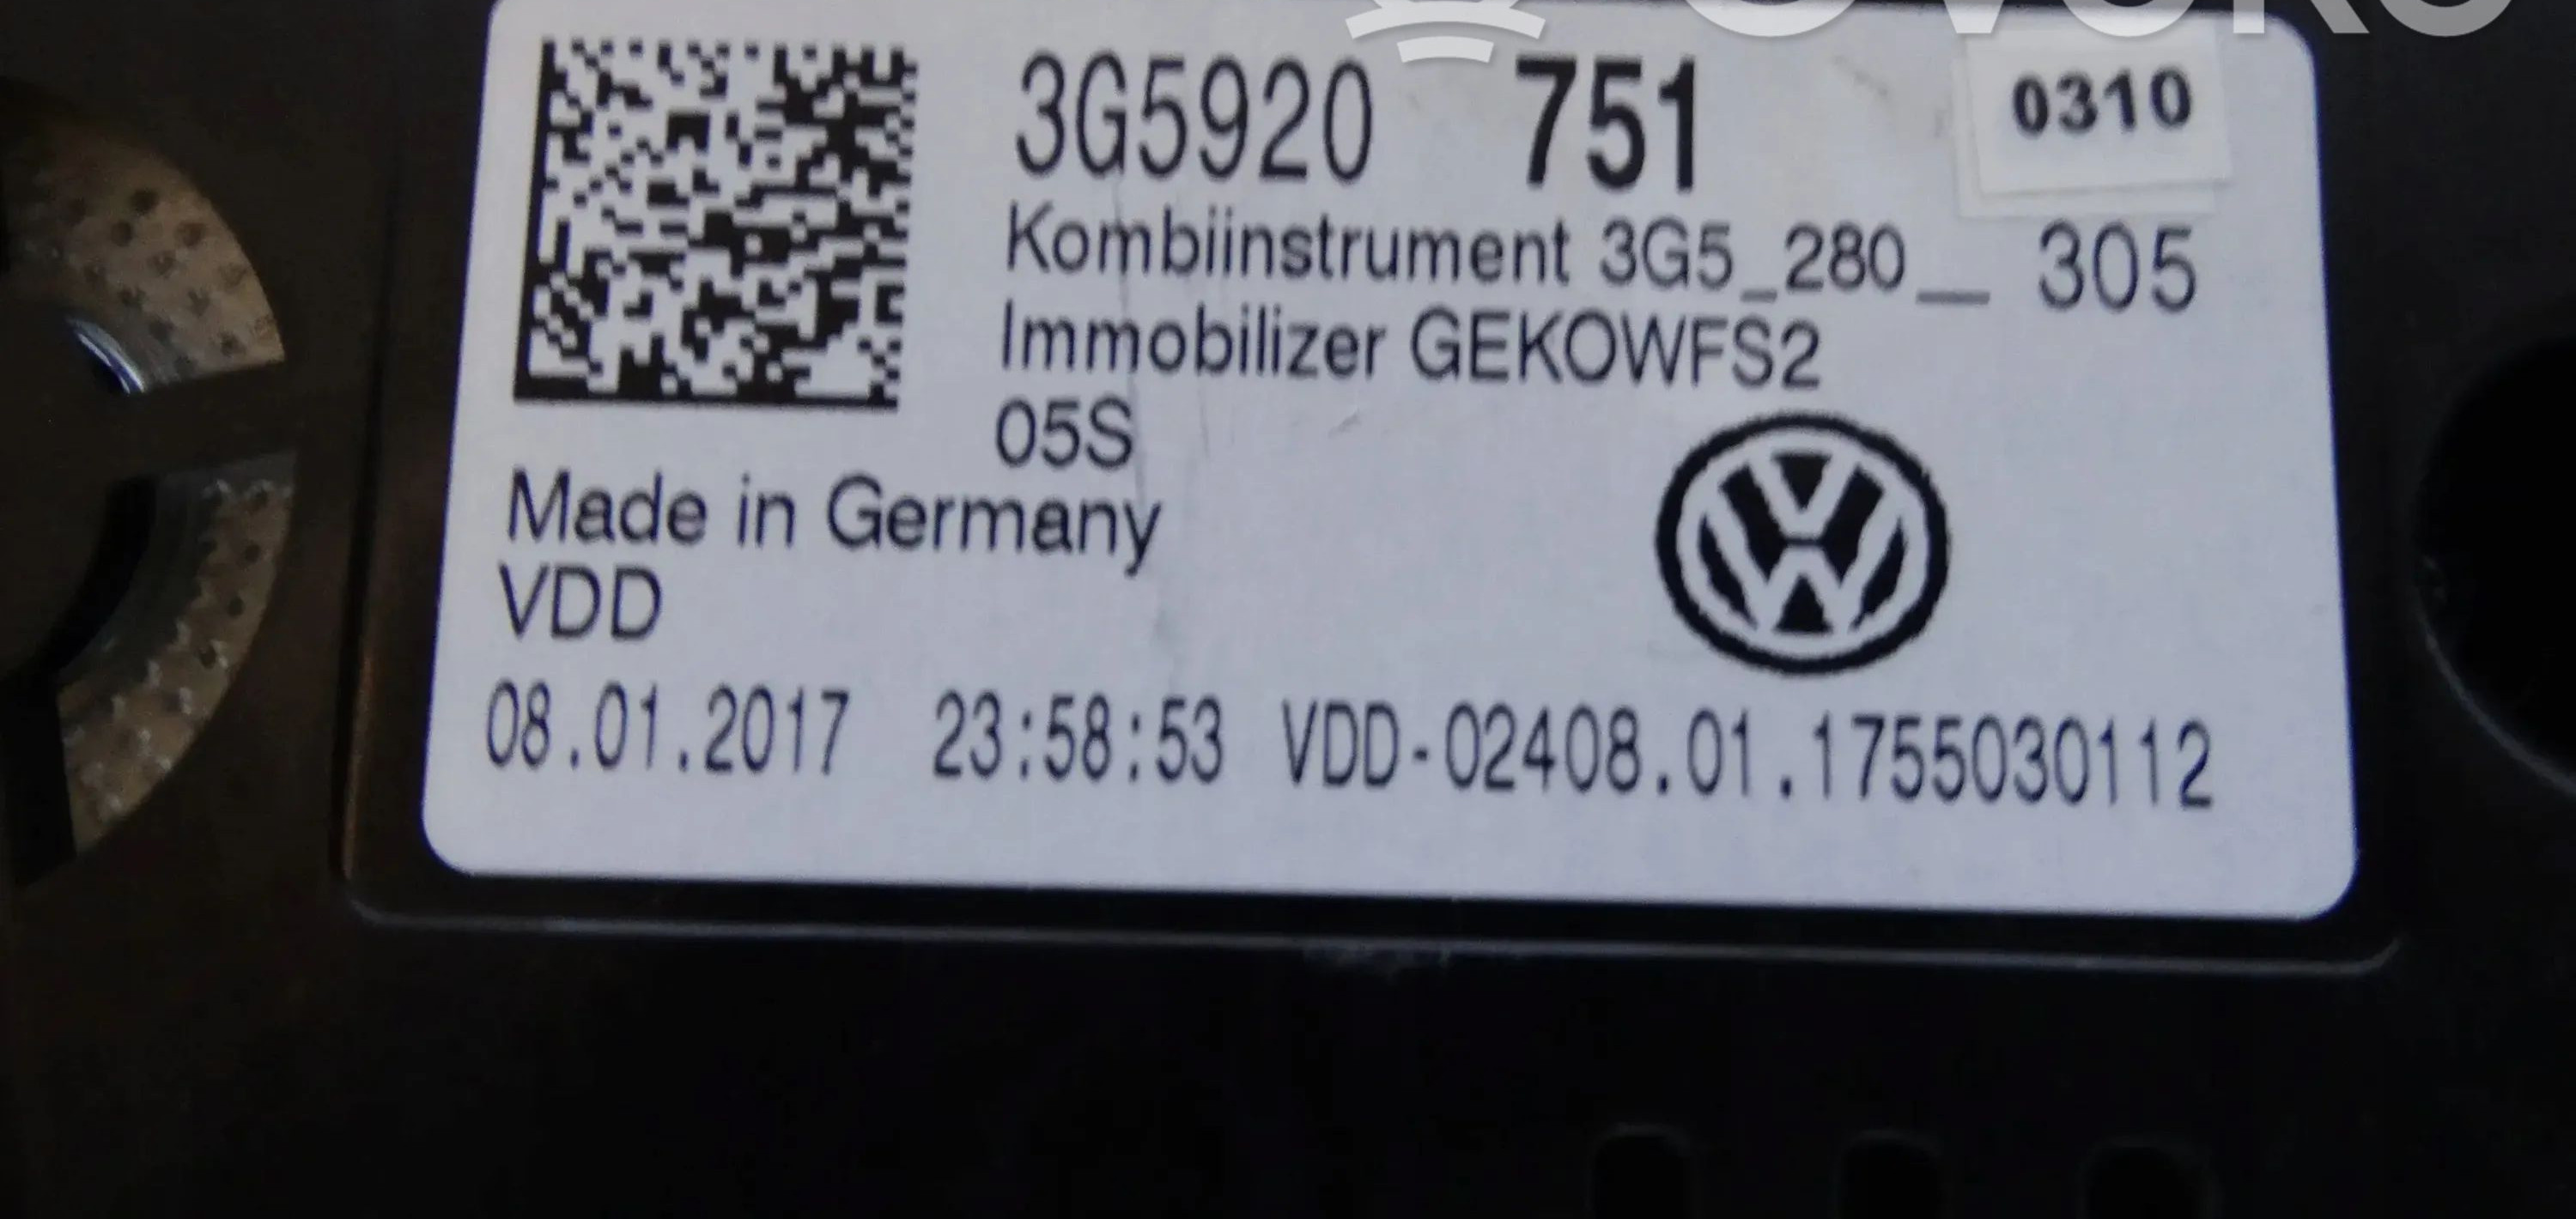 3G5920 751 0310
Kombiinstrument 3G5_280__ 305
Immobilizer GEKOWFS2
05S
Made in Germany
VDD
08.01.2017 23:58:53 VDD-02408.01.1755030112